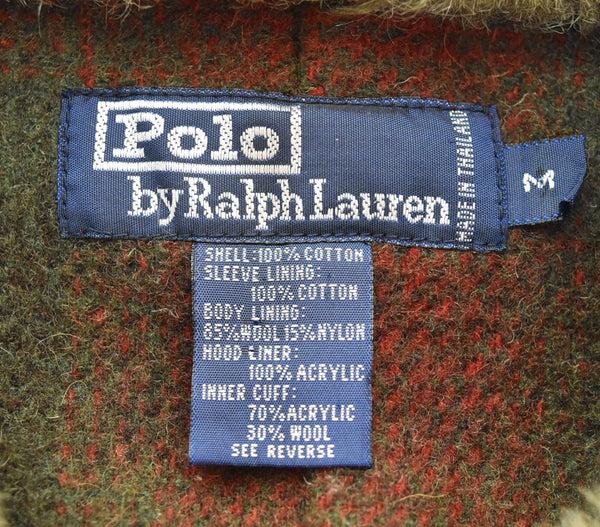 Polo
by Ralph Lauren
MADE IN THAILAND
M
SHELL: 100% COTTON
SLEEVE LINING:
100% COTTON
BODY LINING:
85% WOOL 15% NYLON
HOOD LINER:
100% ACRYLIC
INNER CUFF:
70% ACRYLIC
30% WOOL
SEE REVERSE